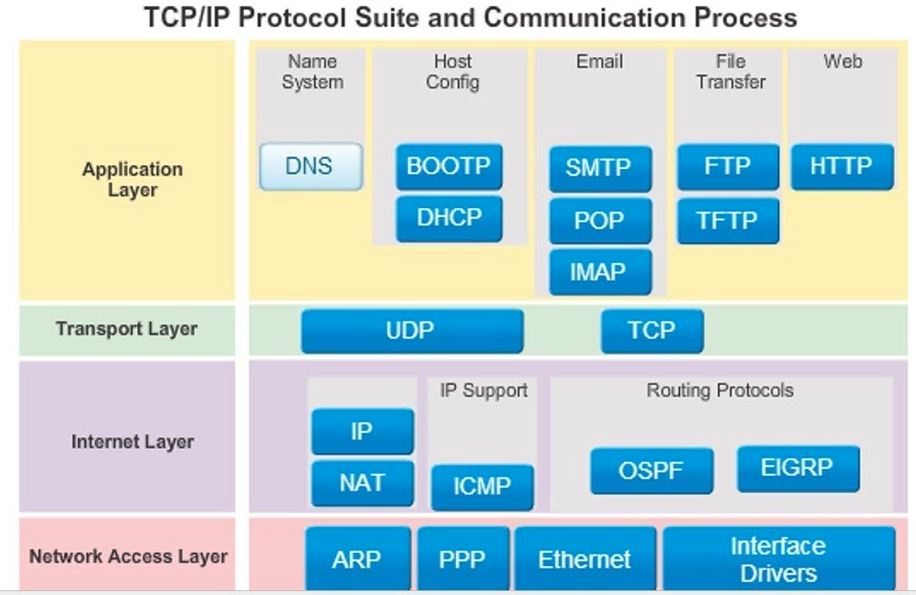 TCP/IP Protocol Suite and Communication Process
Application
Layer
Name
System
DNS
Host
Config
BOOTP
DHCP
Email
SMTP
POP
IMAP
File
Transfer
FTP
TFTP
Web
HTTP
Transport Layer
UDP
TCP
Internet Layer
IP
NAT
IP Support
ICMP
Routing Protocols
OSPF
EIGRP
Network Access Layer
ARP
PPP
Ethernet
Interface
Drivers